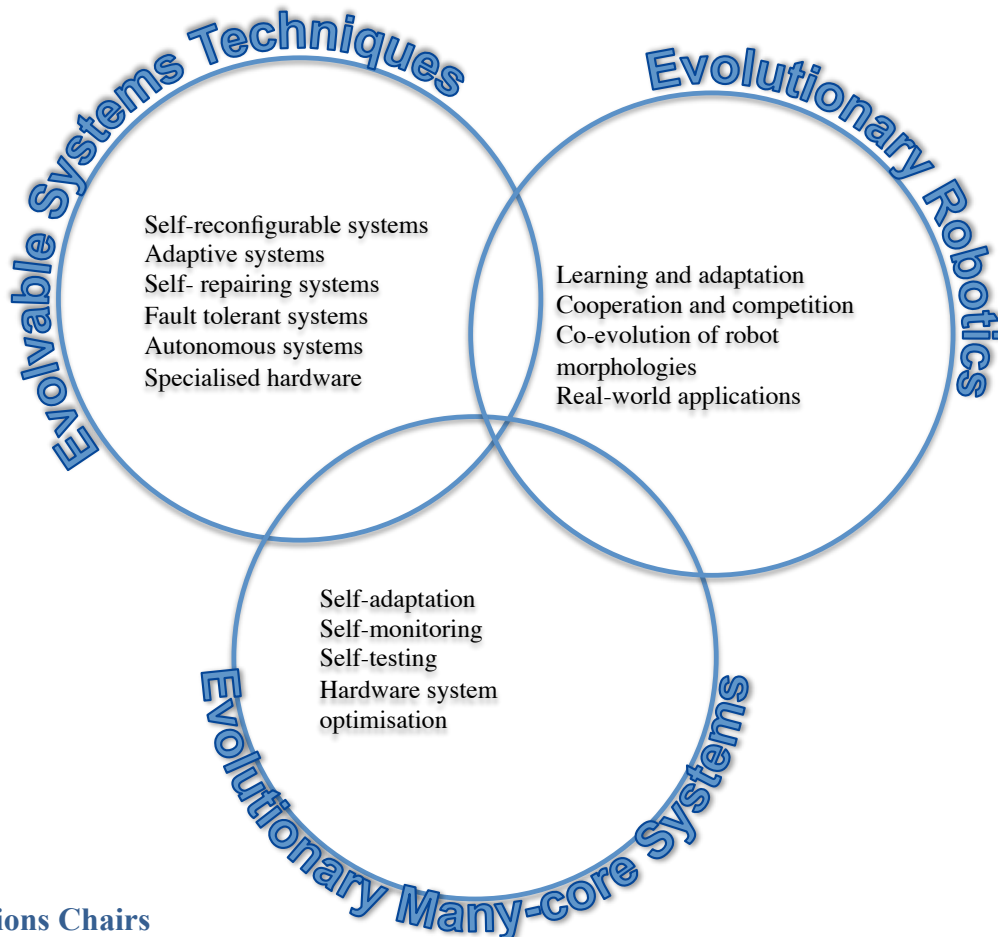 Evolvable Systems Techniques
Evolutionary Robotics
Self-reconfigurable systems
Adaptive systems
Self- repairing systems
Fault tolerant systems
Autonomous systems
Specialised hardware
Learning and adaptation
Cooperation and competition
Co-evolution of robot
morphologies
Real-world applications
Self-adaptation
Self-monitoring
Self-testing
Hardware system
optimisation
Evolutionary Many-core Systems
ions Chairs